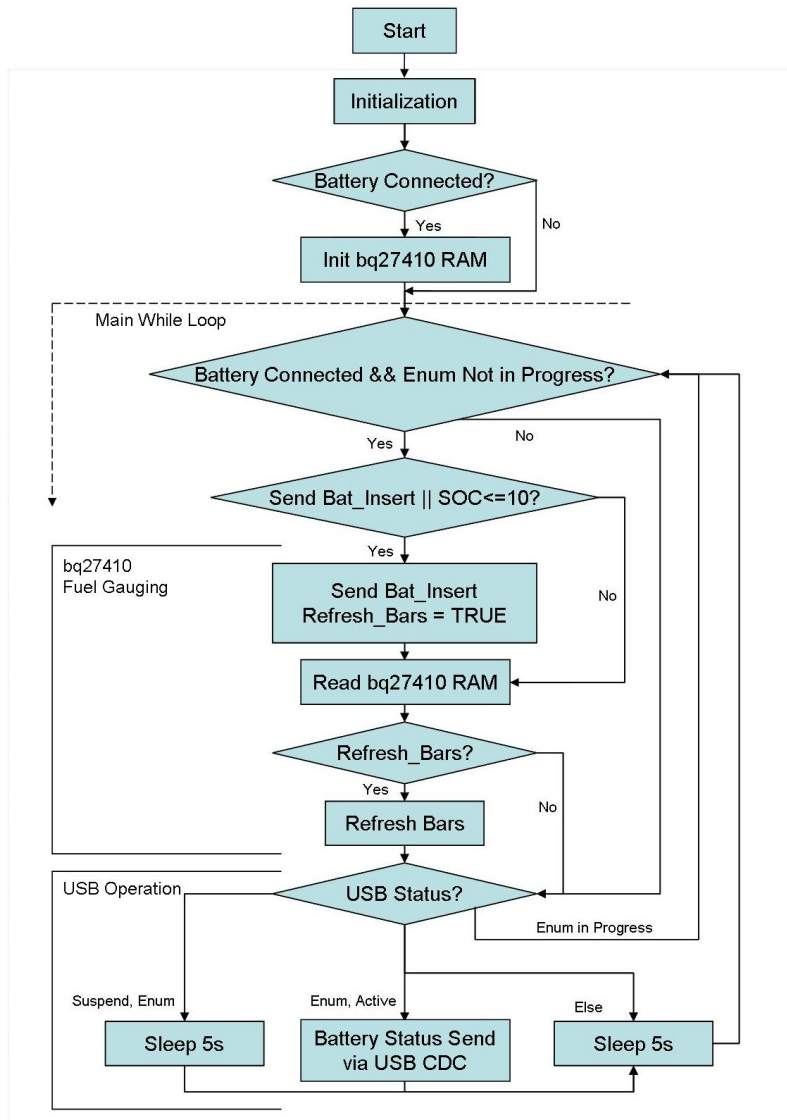 Start
Initialization
Battery Connected?
Yes
No
Init bq27410 RAM
Main While Loop
Battery Connected && Enum Not in Progress?
Yes
No
Send Bat_Insert || SOC<=10?
Yes
No
bq27410
Fuel Gauging
Send Bat_Insert
Refresh_Bars = TRUE
Read bq27410 RAM
Refresh_Bars?
Yes
No
Refresh Bars
USB Operation
USB Status?
Enum in Progress
Suspend, Enum
Enum, Active
Else
Sleep 5s
Battery Status Send
via USB CDC
Sleep 5s